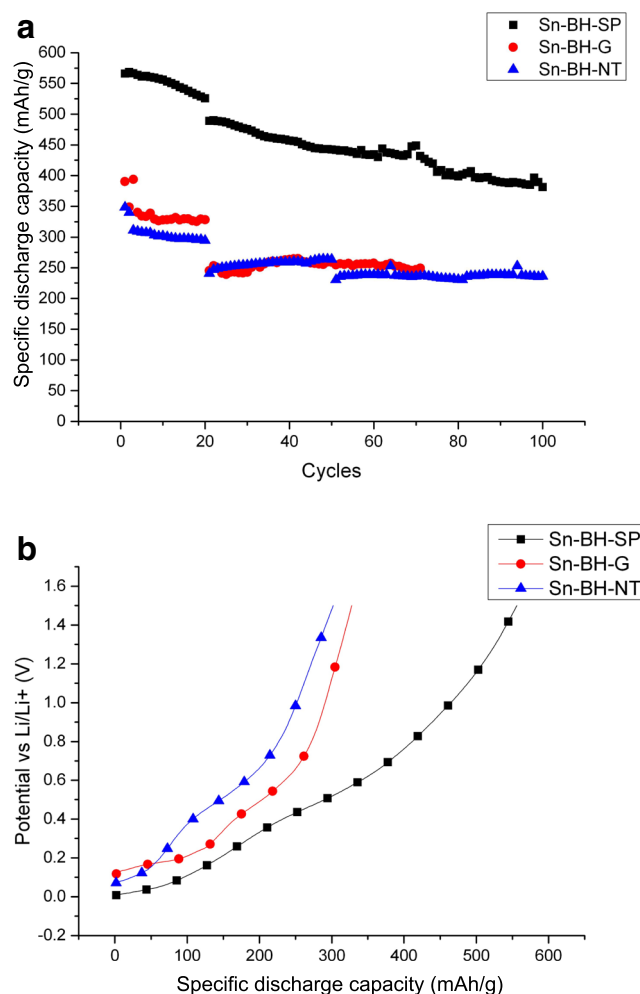 a
Sn-BH-SP
Sn-BH-G
Sn-BH-NT
Specific discharge capacity (mAh/g)
600
550
500
450
400
350
300
250
200
150
100
50
0
0 20 40 60 80 100
Cycles
b
Sn-BH-SP
Sn-BH-G
Sn-BH-NT
Potential vs Li/Li+ (V)
1.6
1.4
1.2
1.0
0.8
0.6
0.4
0.2
0.0
-0.2
0 100 200 300 400 500 600
Specific discharge capacity (mAh/g)